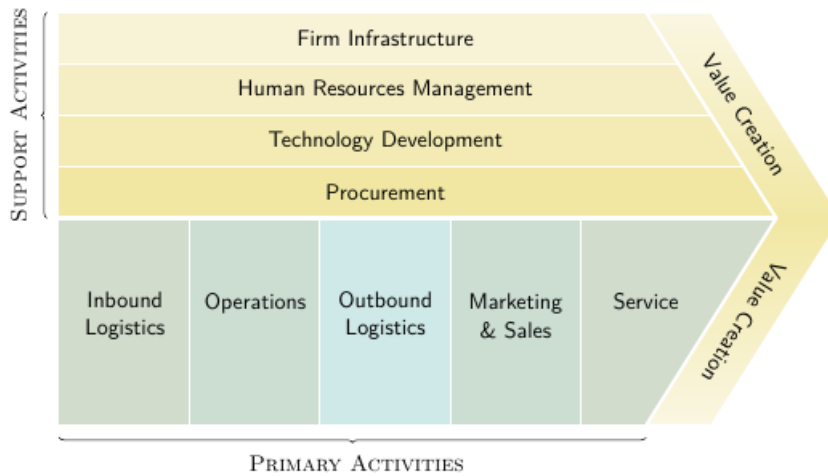 SUPPORT ACTIVITIES
Firm Infrastructure
Human Resources Management
Technology Development
Procurement
Value Creation
Inbound
Logistics
Operations
Outbound
Logistics
Marketing
& Sales
Service
Value Creation
PRIMARY ACTIVITIES